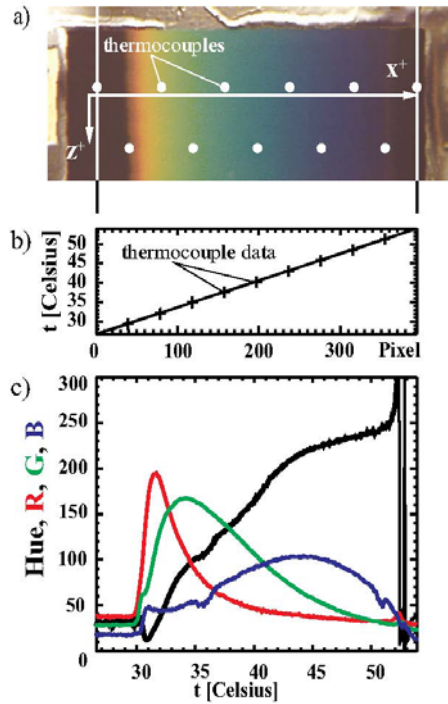 a)
thermocouples
x+
z+
b)
t [Celsius]
50
45
40
35
30
thermocouple data
0 100 200 300 Pixel
c)
Hue, R, G, B
300
250
200
150
100
50
0
30 35 40 45 50
t [Celsius]